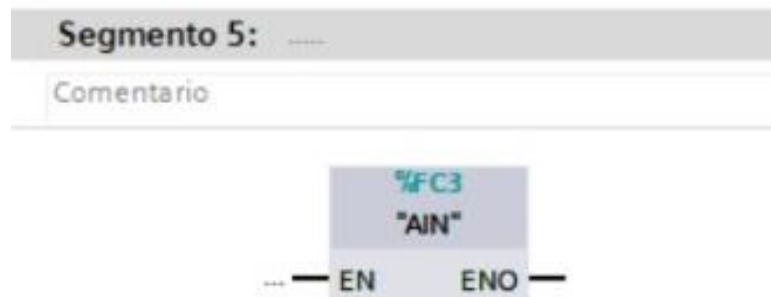 Segmento 5: .....
Comentario
%FC3
"AIN"
... EN ENO